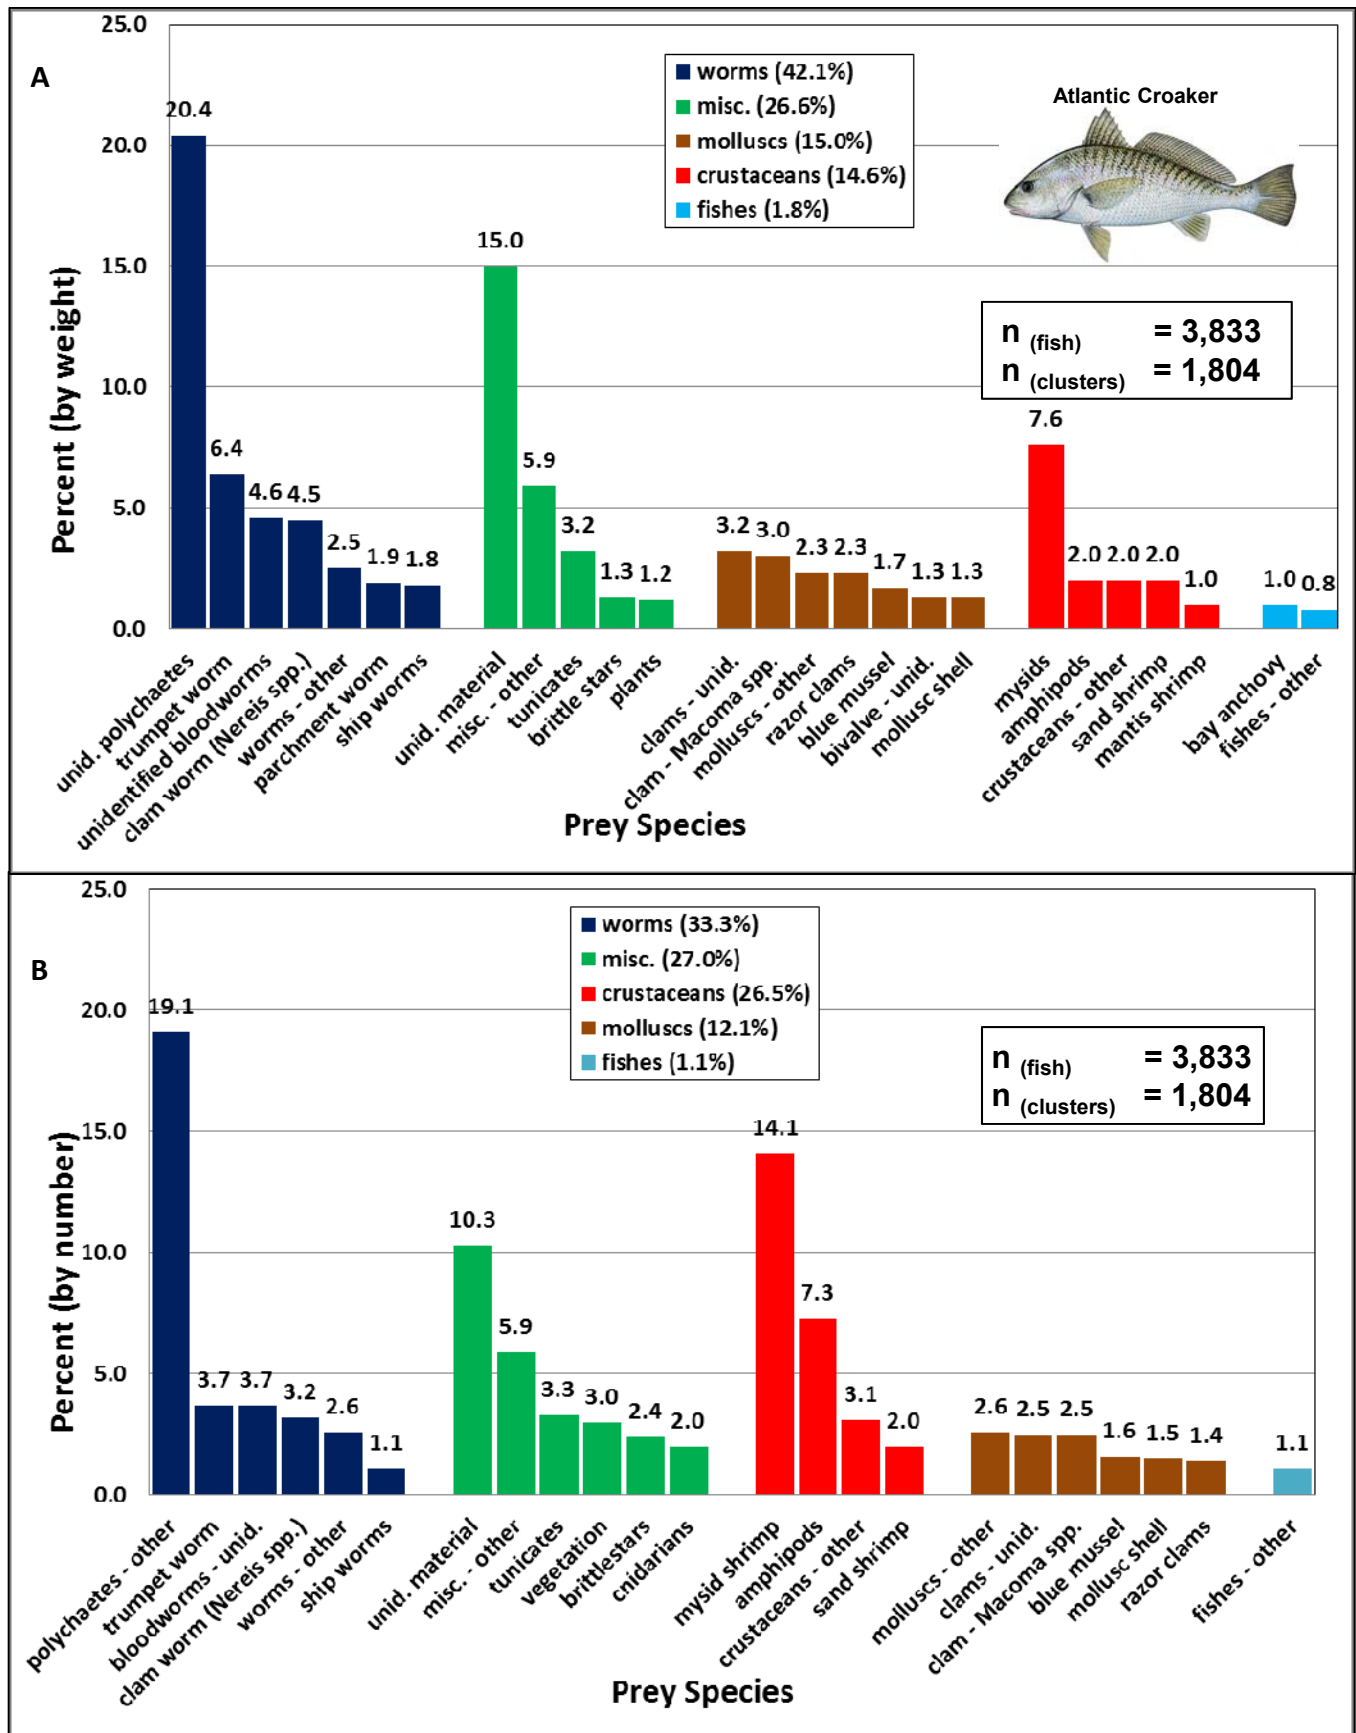 A
25.0
20.0
15.0
10.0
5.0
0.0
Percent (by weight)
worms (42.1%)
misc. (26.6%)
molluscs (15.0%)
crustaceans (14.6%)
fishes (1.8%)
Atlantic Croaker
n (fish) = 3,833
n (clusters) = 1,804
20.4
6.4
4.6
4.5
2.5
1.9
1.8
15.0
5.9
3.2
1.3
1.2
3.2
3.0
2.3
2.3
1.7
1.3
1.3
7.6
2.0
2.0
2.0
1.0
1.0
0.8
unid. polychaetes
trumpet worm
unidentified bloodworms
clam worm (Nereis spp.)
worms - other
parchment worm
ship worms
unid. material
misc. - other
tunicates
brittle stars
plants
clams - unid.
clam - Macoma spp.
molluscs - other
razor clams
blue mussel
bivalve - unid.
mollusc shell
mysids
amphipods
crustaceans - other
sand shrimp
mantis shrimp
bay anchovy
fishes - other
Prey Species
B
25.0
20.0
15.0
10.0
5.0
0.0
Percent (by number)
worms (33.3%)
misc. (27.0%)
crustaceans (26.5%)
molluscs (12.1%)
fishes (1.1%)
n (fish) = 3,833
n (clusters) = 1,804
19.1
3.7
3.7
3.2
2.6
1.1
10.3
5.9
3.3
3.0
2.4
2.0
14.1
7.3
3.1
2.0
2.6
2.5
2.5
1.6
1.5
1.4
1.1
polychaetes - other
trumpet worm
bloodworms - unid.
clam worm (Nereis spp.)
worms - other
ship worms
unid. material
misc. - other
tunicates
vegetation
brittlestars
cnidarians
mysid shrimp
amphipods
crustaceans - other
sand shrimp
molluscs - other
clams - unid.
clam - Macoma spp.
blue mussel
mollusc shell
razor clams
fishes - other
Prey Species